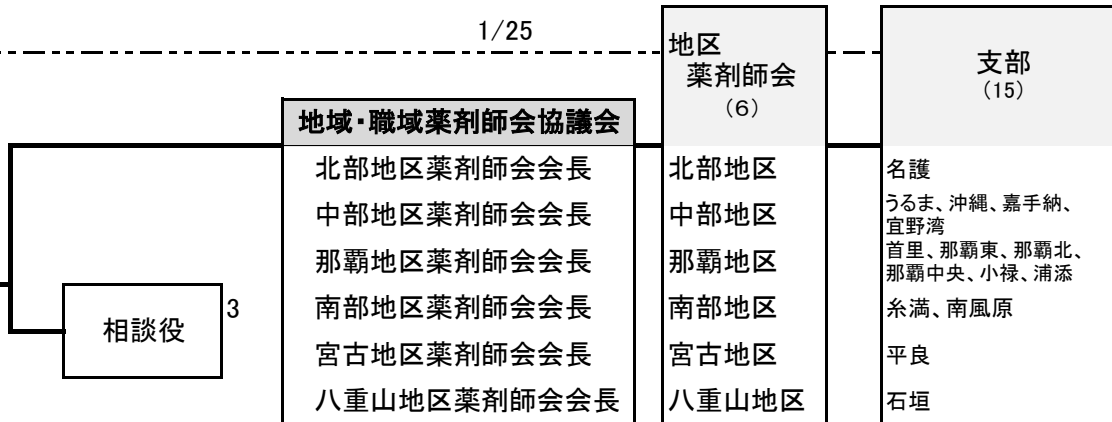 1/25
地区
薬剤師会
（6）
支部
（15）
地域・職域薬剤師会協議会
北部地区薬剤師会会長
北部地区
名護
中部地区薬剤師会会長
中部地区
うるま、沖縄、嘉手納、
宜野湾
那覇地区薬剤師会会長
那覇地区
首里、那覇東、那覇北、
那覇中央、小禄、浦添
南部地区薬剤師会会長
南部地区
糸満、南風原
相談役
3
宮古地区薬剤師会会長
宮古地区
平良
八重山地区薬剤師会会長
八重山地区
石垣